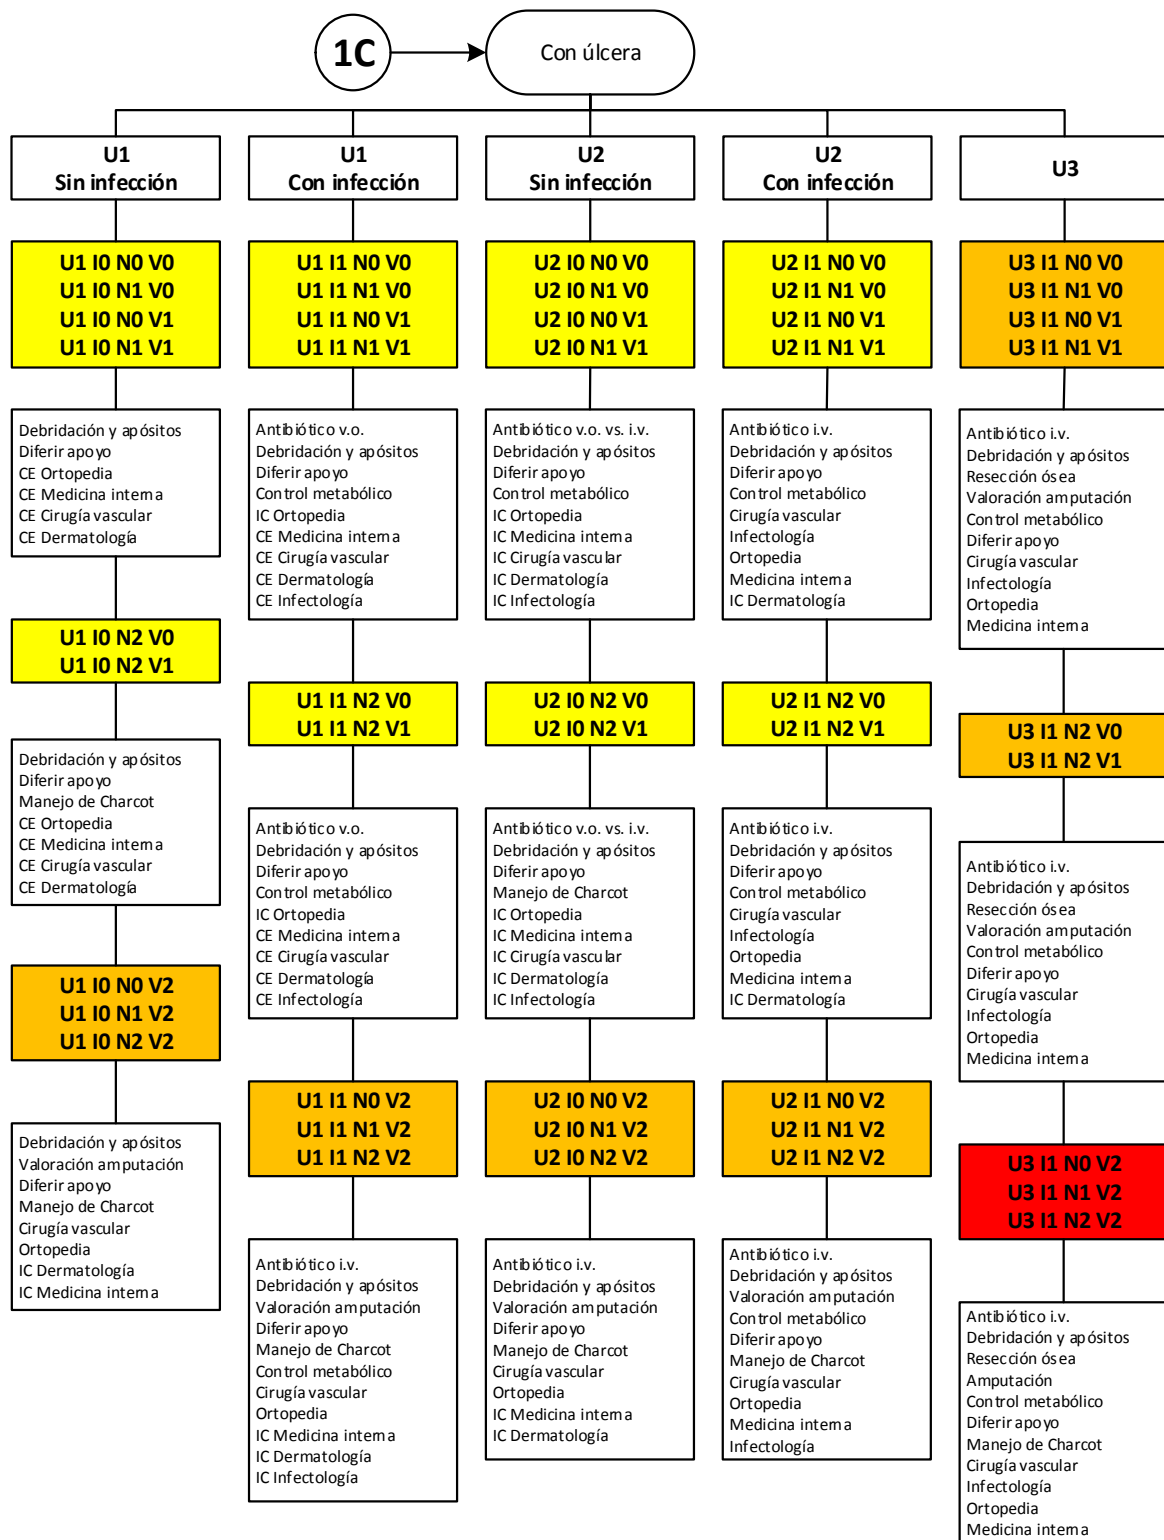 1C
Con úlcera
U1
Sin infección
U1 I0 N0 V0
U1 I0 N1 V0
U1 I0 N0 V1
U1 I0 N1 V1
Debridación y apósitos
Diferir apoyo
CE Ortopedia
CE Medicina interna
CE Cirugía vascular
CE Dermatología
U1 I0 N2 V0
U1 I0 N2 V1
Debridación y apósitos
Diferir apoyo
Manejo de Charcot
CE Ortopedia
CE Medicina interna
CE Cirugía vascular
CE Dermatología
U1 I0 N0 V2
U1 I0 N1 V2
U1 I0 N2 V2
Debridación y apósitos
Valoración amputación
Diferir apoyo
Manejo de Charcot
Cirugía vascular
Ortopedia
IC Dermatología
IC Medicina interna
U1
Con infección
U1 I1 N0 V0
U1 I1 N1 V0
U1 I1 N0 V1
U1 I1 N1 V1
Antibiótico v.o.
Debridación y apósitos
Diferir apoyo
Control metabólico
IC Ortopedia
CE Medicina interna
CE Cirugía vascular
CE Dermatología
CE Infectología
U1 I1 N2 V0
U1 I1 N2 V1
Antibiótico v.o.
Debridación y apósitos
Diferir apoyo
Control metabólico
IC Ortopedia
CE Medicina interna
CE Cirugía vascular
CE Dermatología
CE Infectología
U1 I1 N0 V2
U1 I1 N1 V2
U1 I1 N2 V2
Antibiótico i.v.
Debridación y apósitos
Valoración amputación
Diferir apoyo
Manejo de Charcot
Control metabólico
Cirugía vascular
Ortopedia
IC Medicina interna
IC Dermatología
IC Infectología
U2
Sin infección
U2 I0 N0 V0
U2 I0 N1 V0
U2 I0 N0 V1
U2 I0 N1 V1
Antibiótico v.o. vs. i.v.
Debridación y apósitos
Diferir apoyo
Control metabólico
IC Ortopedia
IC Medicina interna
IC Cirugía vascular
IC Dermatología
IC Infectología
U2 I0 N2 V0
U2 I0 N2 V1
Antibiótico v.o. vs. i.v.
Debridación y apósitos
Diferir apoyo
Manejo de Charcot
IC Ortopedia
IC Medicina interna
IC Cirugía vascular
IC Dermatología
IC Infectología
U2 I0 N0 V2
U2 I0 N1 V2
U2 I0 N2 V2
Antibiótico i.v.
Debridación y apósitos
Valoración amputación
Diferir apoyo
Manejo de Charcot
Cirugía vascular
Ortopedia
IC Medicina interna
IC Dermatología
U2
Con infección
U2 I1 N0 V0
U2 I1 N1 V0
U2 I1 N0 V1
U2 I1 N1 V1
Antibiótico i.v.
Debridación y apósitos
Diferir apoyo
Control metabólico
Cirugía vascular
Infectología
Ortopedia
Medicina interna
IC Dermatología
U2 I1 N2 V0
U2 I1 N2 V1
Antibiótico i.v.
Debridación y apósitos
Diferir apoyo
Control metabólico
Cirugía vascular
Infectología
Ortopedia
Medicina interna
IC Dermatología
U2 I1 N0 V2
U2 I1 N1 V2
U2 I1 N2 V2
Antibiótico i.v.
Debridación y apósitos
Valoración amputación
Control metabólico
Diferir apoyo
Manejo de Charcot
Cirugía vascular
Ortopedia
Medicina interna
Infectología
U3
U3 I1 N0 V0
U3 I1 N1 V0
U3 I1 N0 V1
U3 I1 N1 V1
Antibiótico i.v.
Debridación y apósitos
Resección ósea
Valoración amputación
Control metabólico
Diferir apoyo
Cirugía vascular
Infectología
Ortopedia
Medicina interna
U3 I1 N2 V0
U3 I1 N2 V1
Antibiótico i.v.
Debridación y apósitos
Resección ósea
Valoración amputación
Control metabólico
Diferir apoyo
Cirugía vascular
Infectología
Ortopedia
Medicina interna
U3 I1 N0 V2
U3 I1 N1 V2
U3 I1 N2 V2
Antibiótico i.v.
Debridación y apósitos
Resección ósea
Amputación
Control metabólico
Diferir apoyo
Manejo de Charcot
Cirugía vascular
Infectología
Ortopedia
Medicina interna